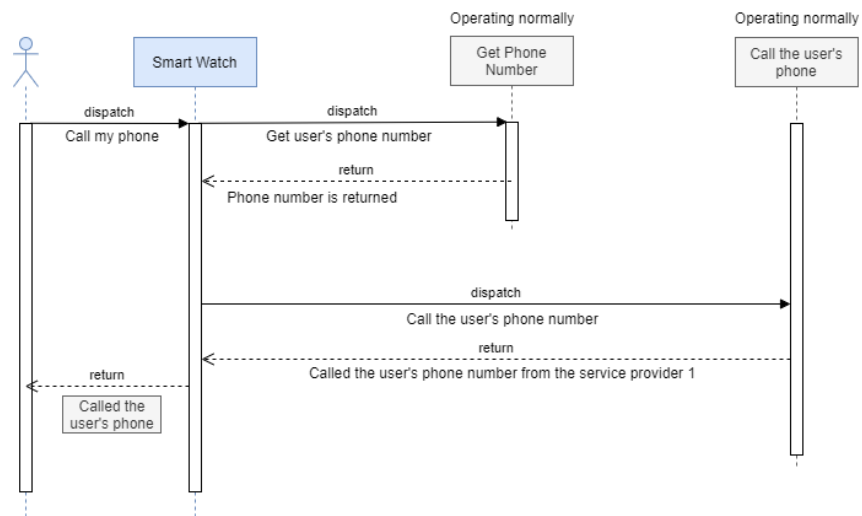 Operating normally
Operating normally
Smart Watch
Get Phone
Number
Call the user's
phone
dispatch
Call my phone
dispatch
Get user's phone number
return
Phone number is returned
dispatch
Call the user's phone number
return
Called the user's phone number from the service provider 1
return
Called the
user's phone